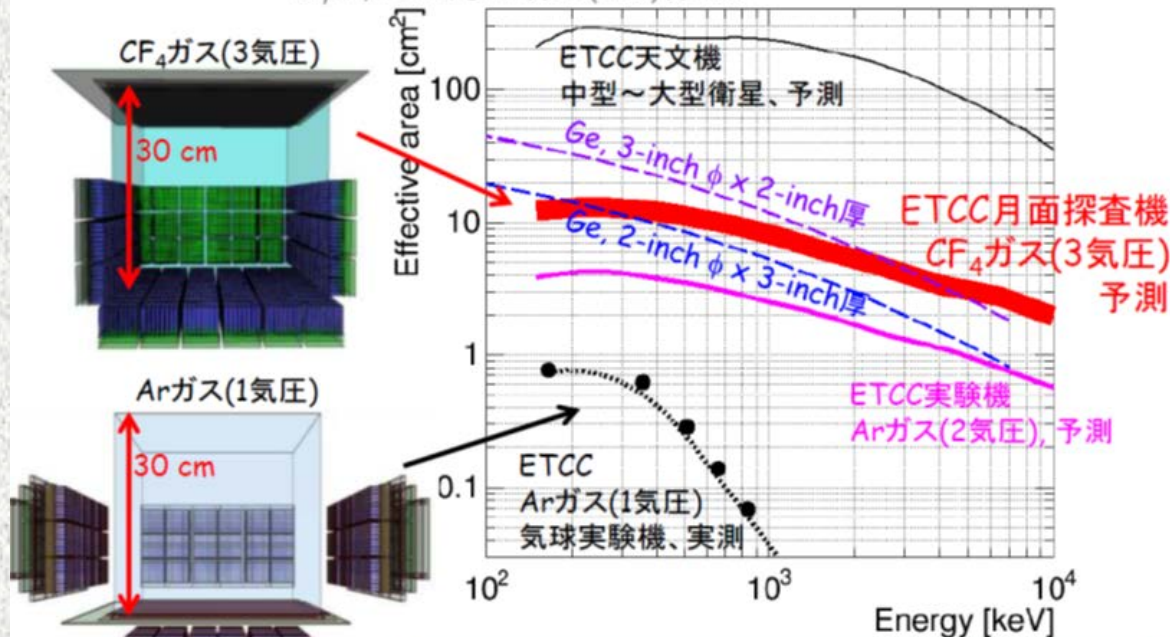 CF₄ガス(3気圧)
30 cm
Arガス(1気圧)
30 cm
Effective area [cm²]
100
10
1
0.1
10²
10³
10⁴
Energy [keV]
ETCC天文機
中型～大型衛星、予測
Ge, 3-inch φ x 2-inch厚
Ge, 2-inch φ x 3-inch厚
ETCC月面探査機
CF₄ガス(3気圧)
予測
ETCC実験機
Arガス(2気圧), 予測
ETCC
Arガス(1気圧)
気球実験機、実測